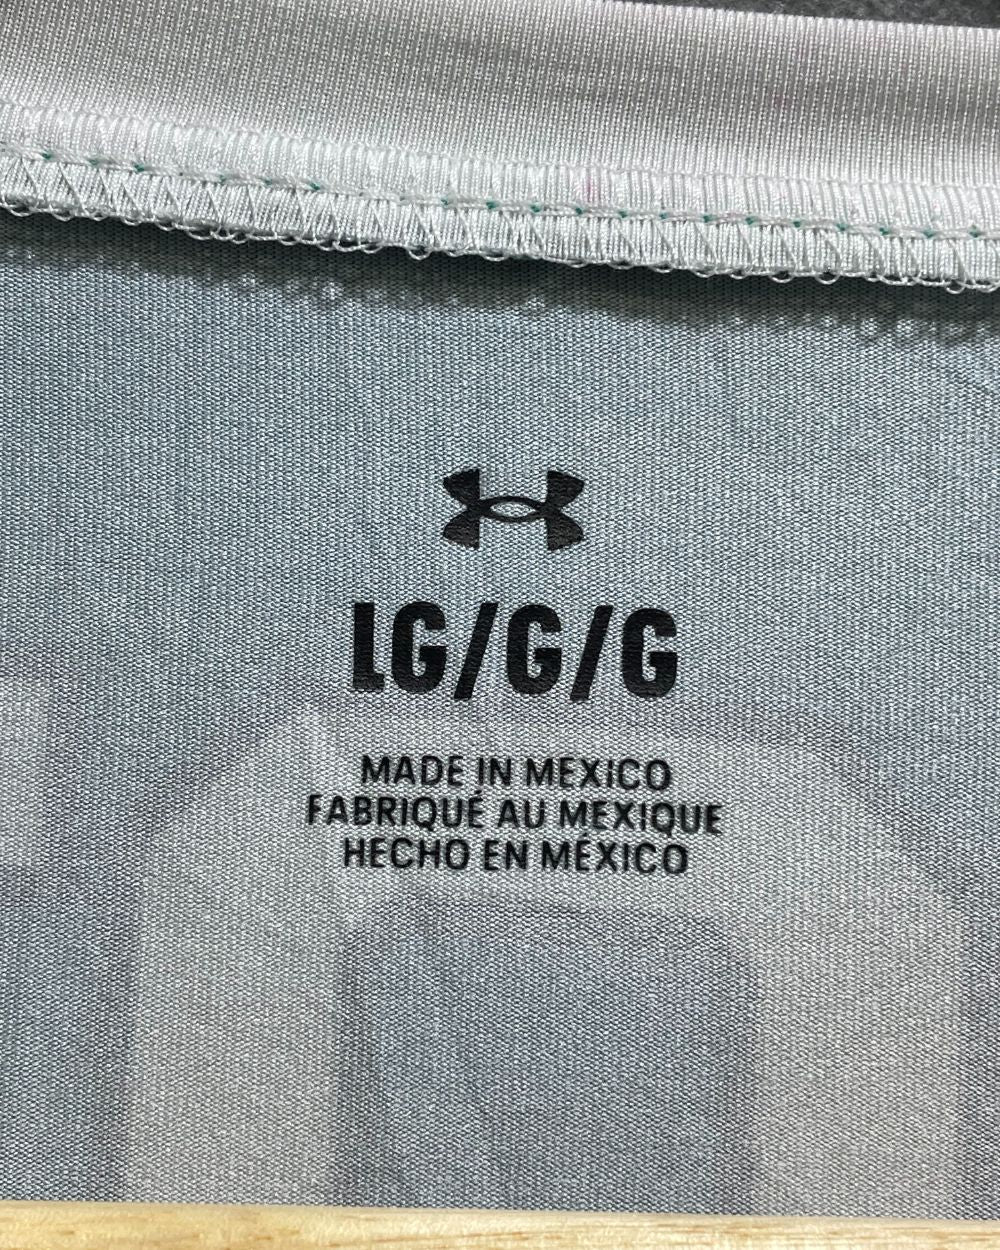 LG/G/G
MADE IN MEXICO
FABRIQUÉ AU MEXIQUE
HECHO EN MÉXICO